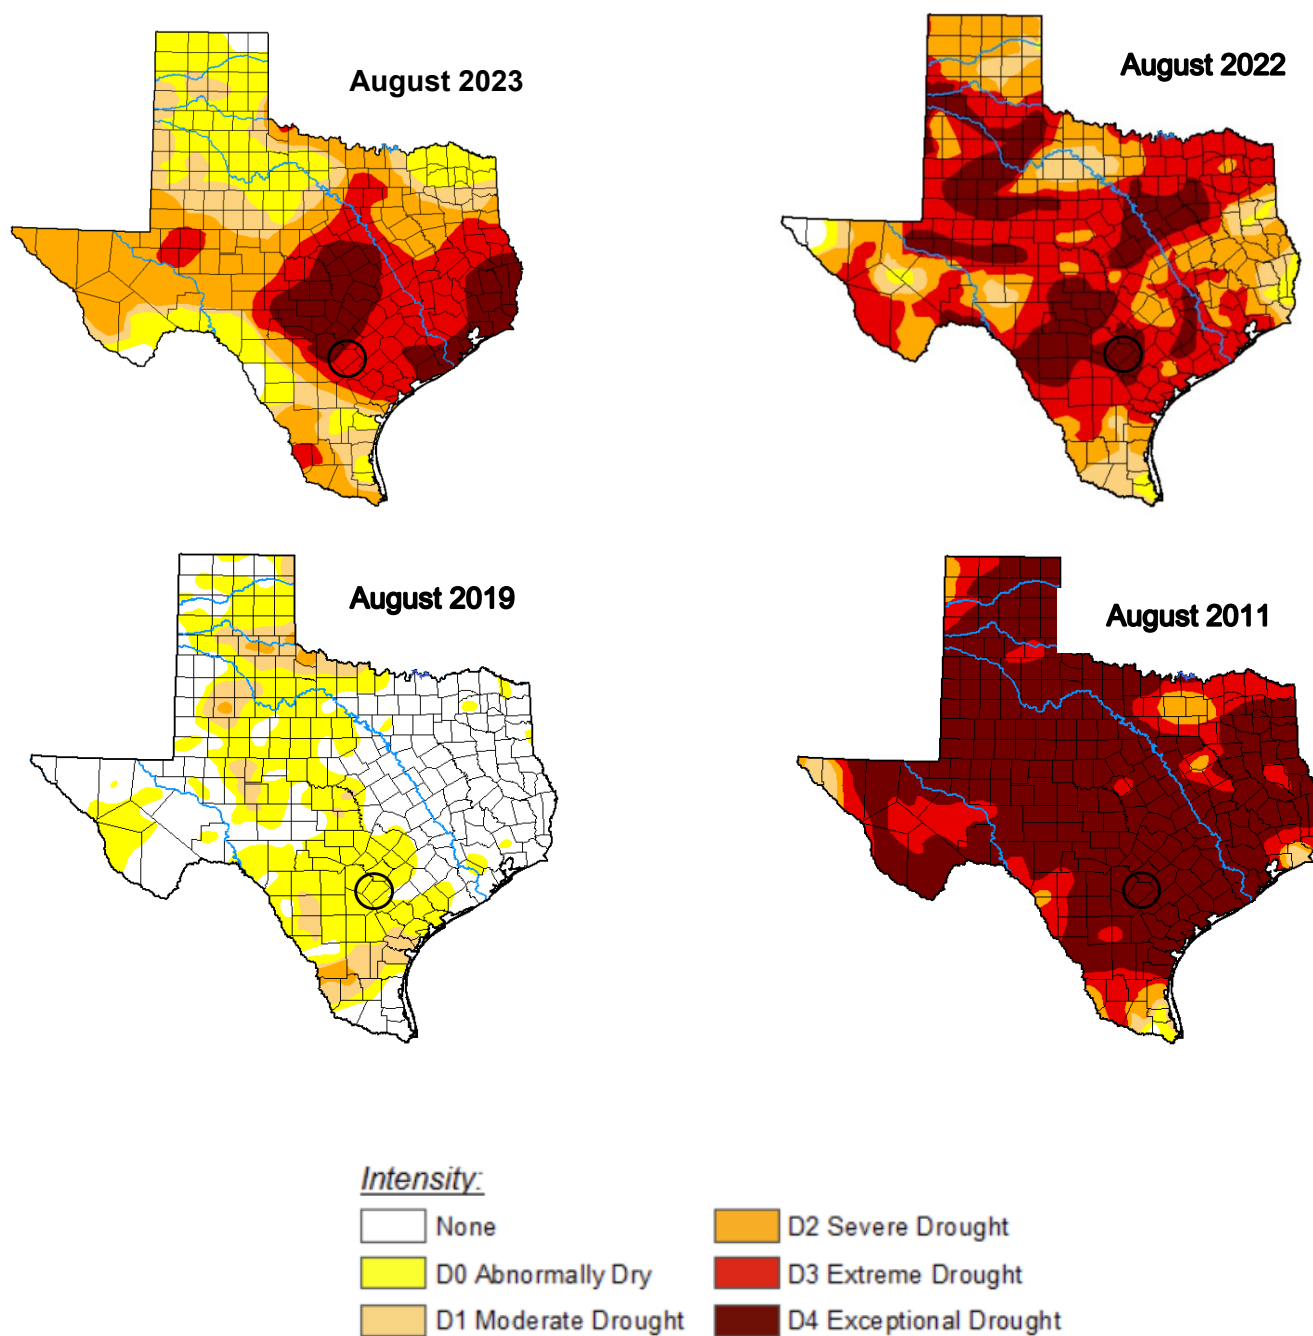 August 2023
August 2022
August 2019
August 2011
Intensity:
None
D0 Abnormally Dry
D1 Moderate Drought
D2 Severe Drought
D3 Extreme Drought
D4 Exceptional Drought